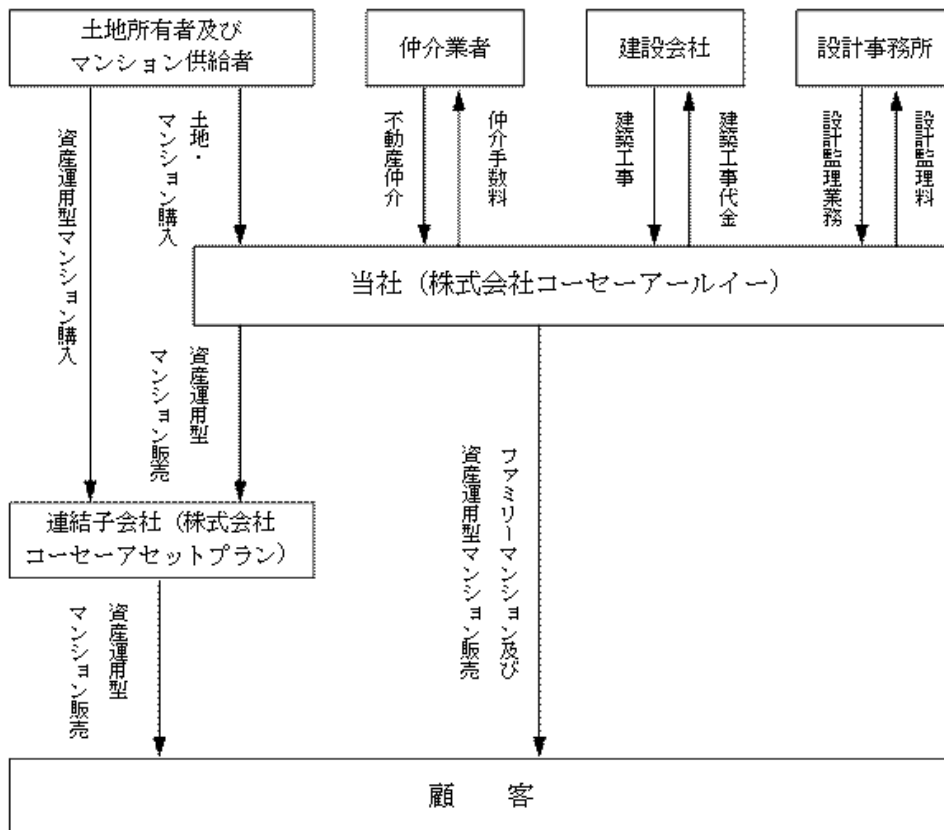 土地所有者及び
マンション供給者
仲介業者
建設会社
設計事務所
資産運用型マンション購入
土地・
マンション購入
不動産仲介
仲介手数料
建築工事
建築工事代金
設計監理業務
設計監理料
当社（株式会社コーセーアールイー）
資産運用型
マンション販売
ファミリーマンション及び
資産運用型マンション販売
連結子会社（株式会社
コーセーアセットプラン）
資産運用型
マンション販売
顧　客